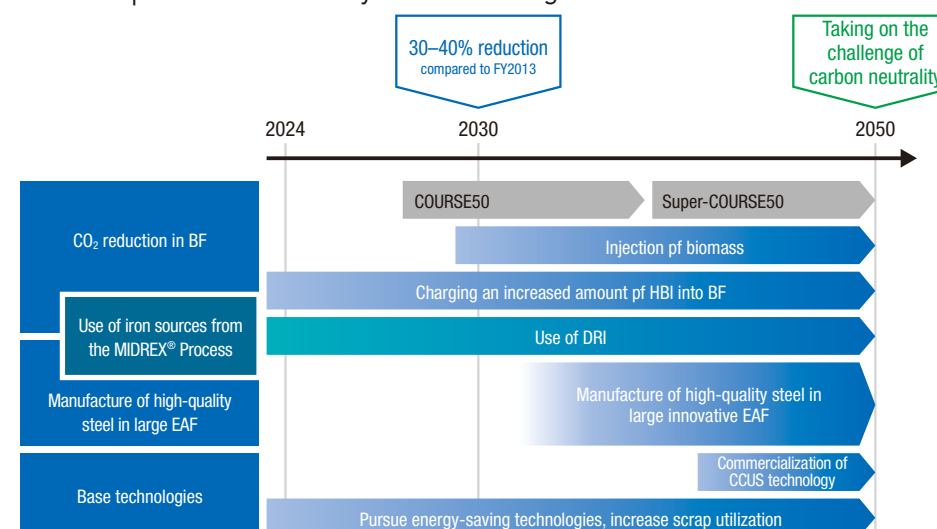 30–40% reduction
compared to FY2013
Taking on the
challenge of
carbon neutrality
2024
2030
2050
CO₂ reduction in BF
COURSE50
Super-COURSE50
Injection pf biomass
Charging an increased amount pf HBI into BF
Use of iron sources from
the MIDREX® Process
Use of DRI
Manufacture of high-quality
steel in large EAF
Manufacture of high-quality steel in
large innovative EAF
Base technologies
Commercialization of
CCUS technology
Pursue energy-saving technologies, increase scrap utilization